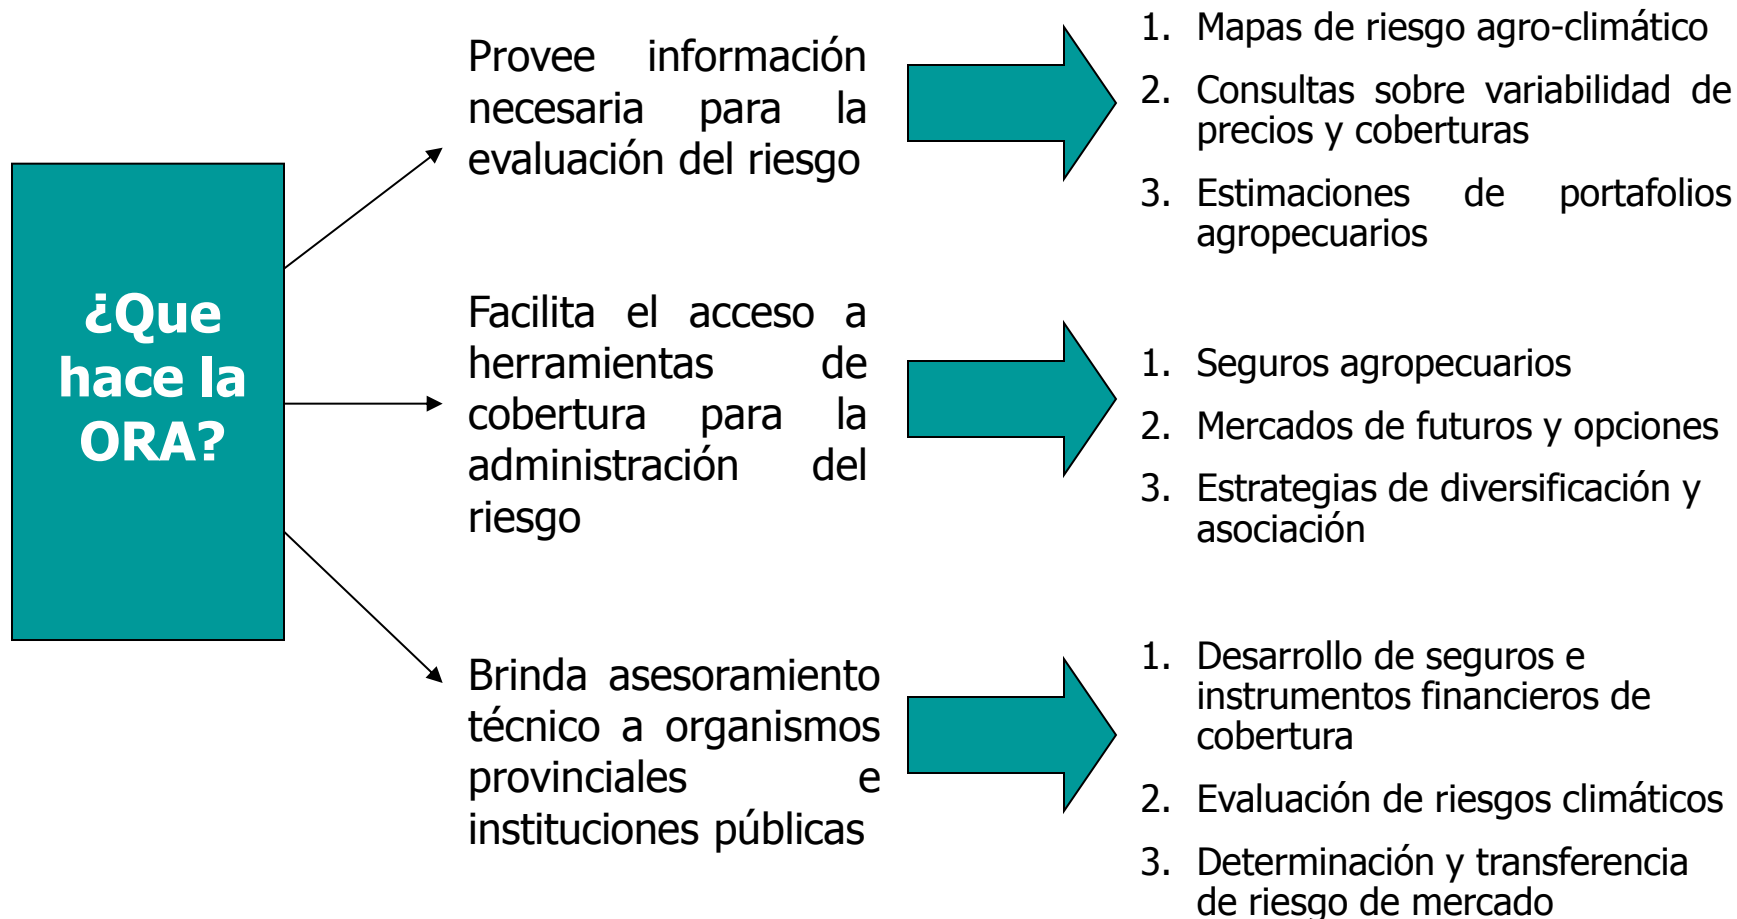 ¿Que
hace la
ORA?
Provee información
necesaria para la
evaluación del riesgo
1. Mapas de riesgo agro-climático
2. Consultas sobre variabilidad de
precios y coberturas
3. Estimaciones de portafolios
agropecuarios
Facilita el acceso a
herramientas de
cobertura para la
administración del
riesgo
1. Seguros agropecuarios
2. Mercados de futuros y opciones
3. Estrategias de diversificación y
asociación
Brinda asesoramiento
técnico a organismos
provinciales e
instituciones públicas
1. Desarrollo de seguros e
instrumentos financieros de
cobertura
2. Evaluación de riesgos climáticos
3. Determinación y transferencia
de riesgo de mercado